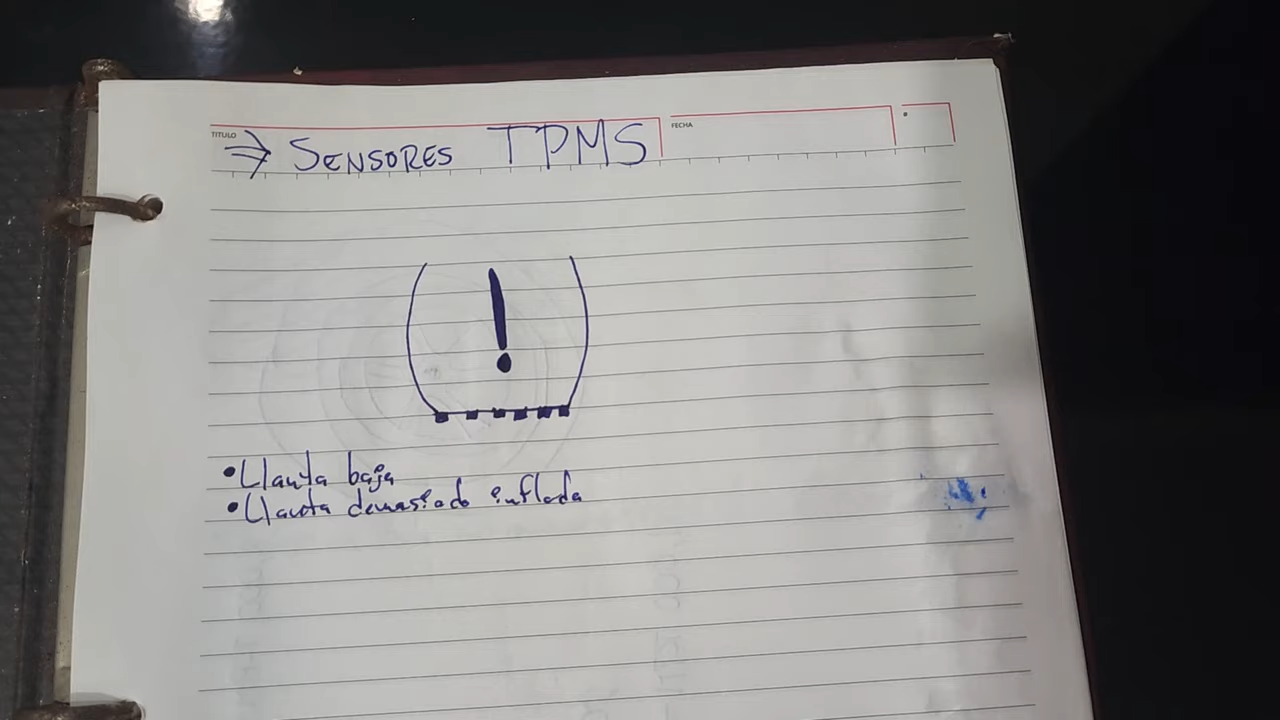 TITULO
⇒ SENSORES TPMS
FECHA
!
• Llanta baja
• Llanta demasiado inflada